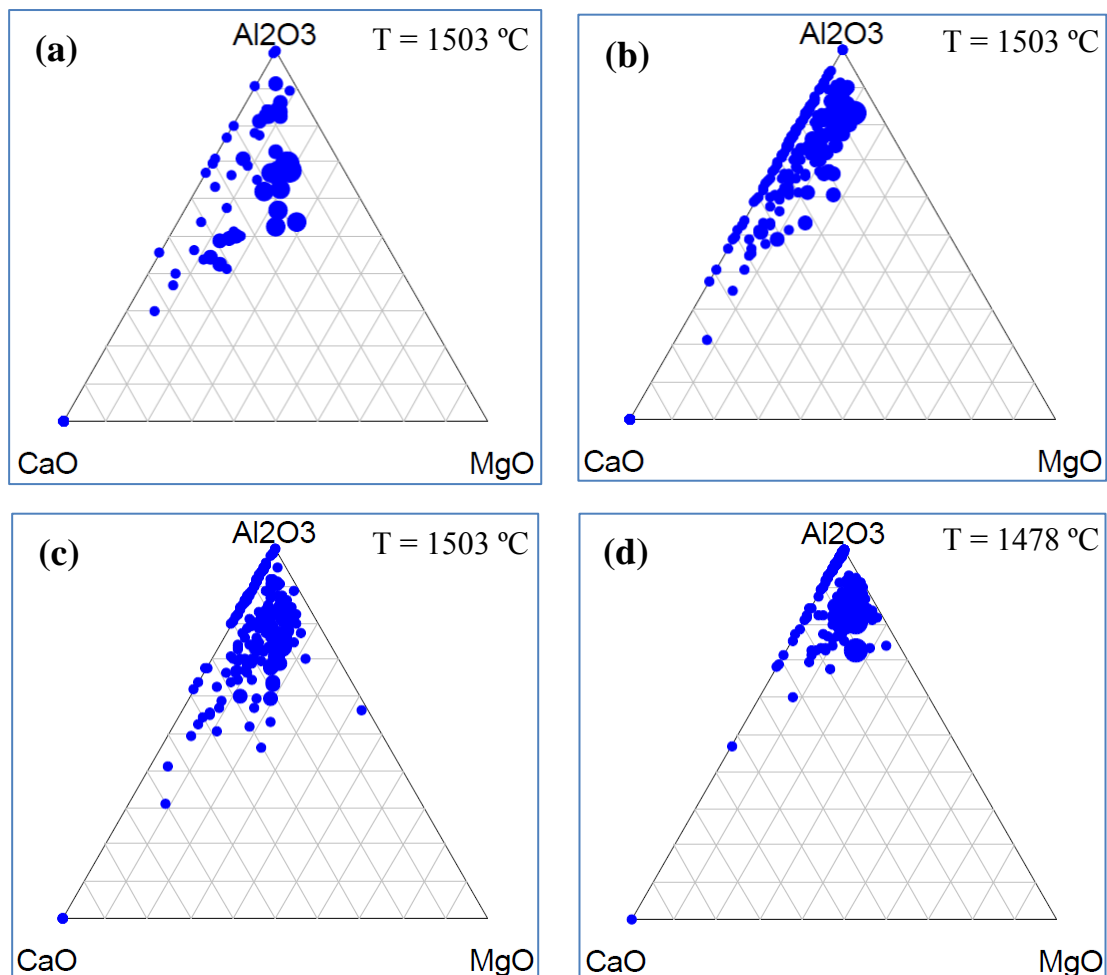 (a) Al2O3 T = 1503 ºC
CaO MgO
(b) Al2O3 T = 1503 ºC
CaO MgO
(c) Al2O3 T = 1503 ºC
CaO MgO
(d) Al2O3 T = 1478 ºC
CaO MgO